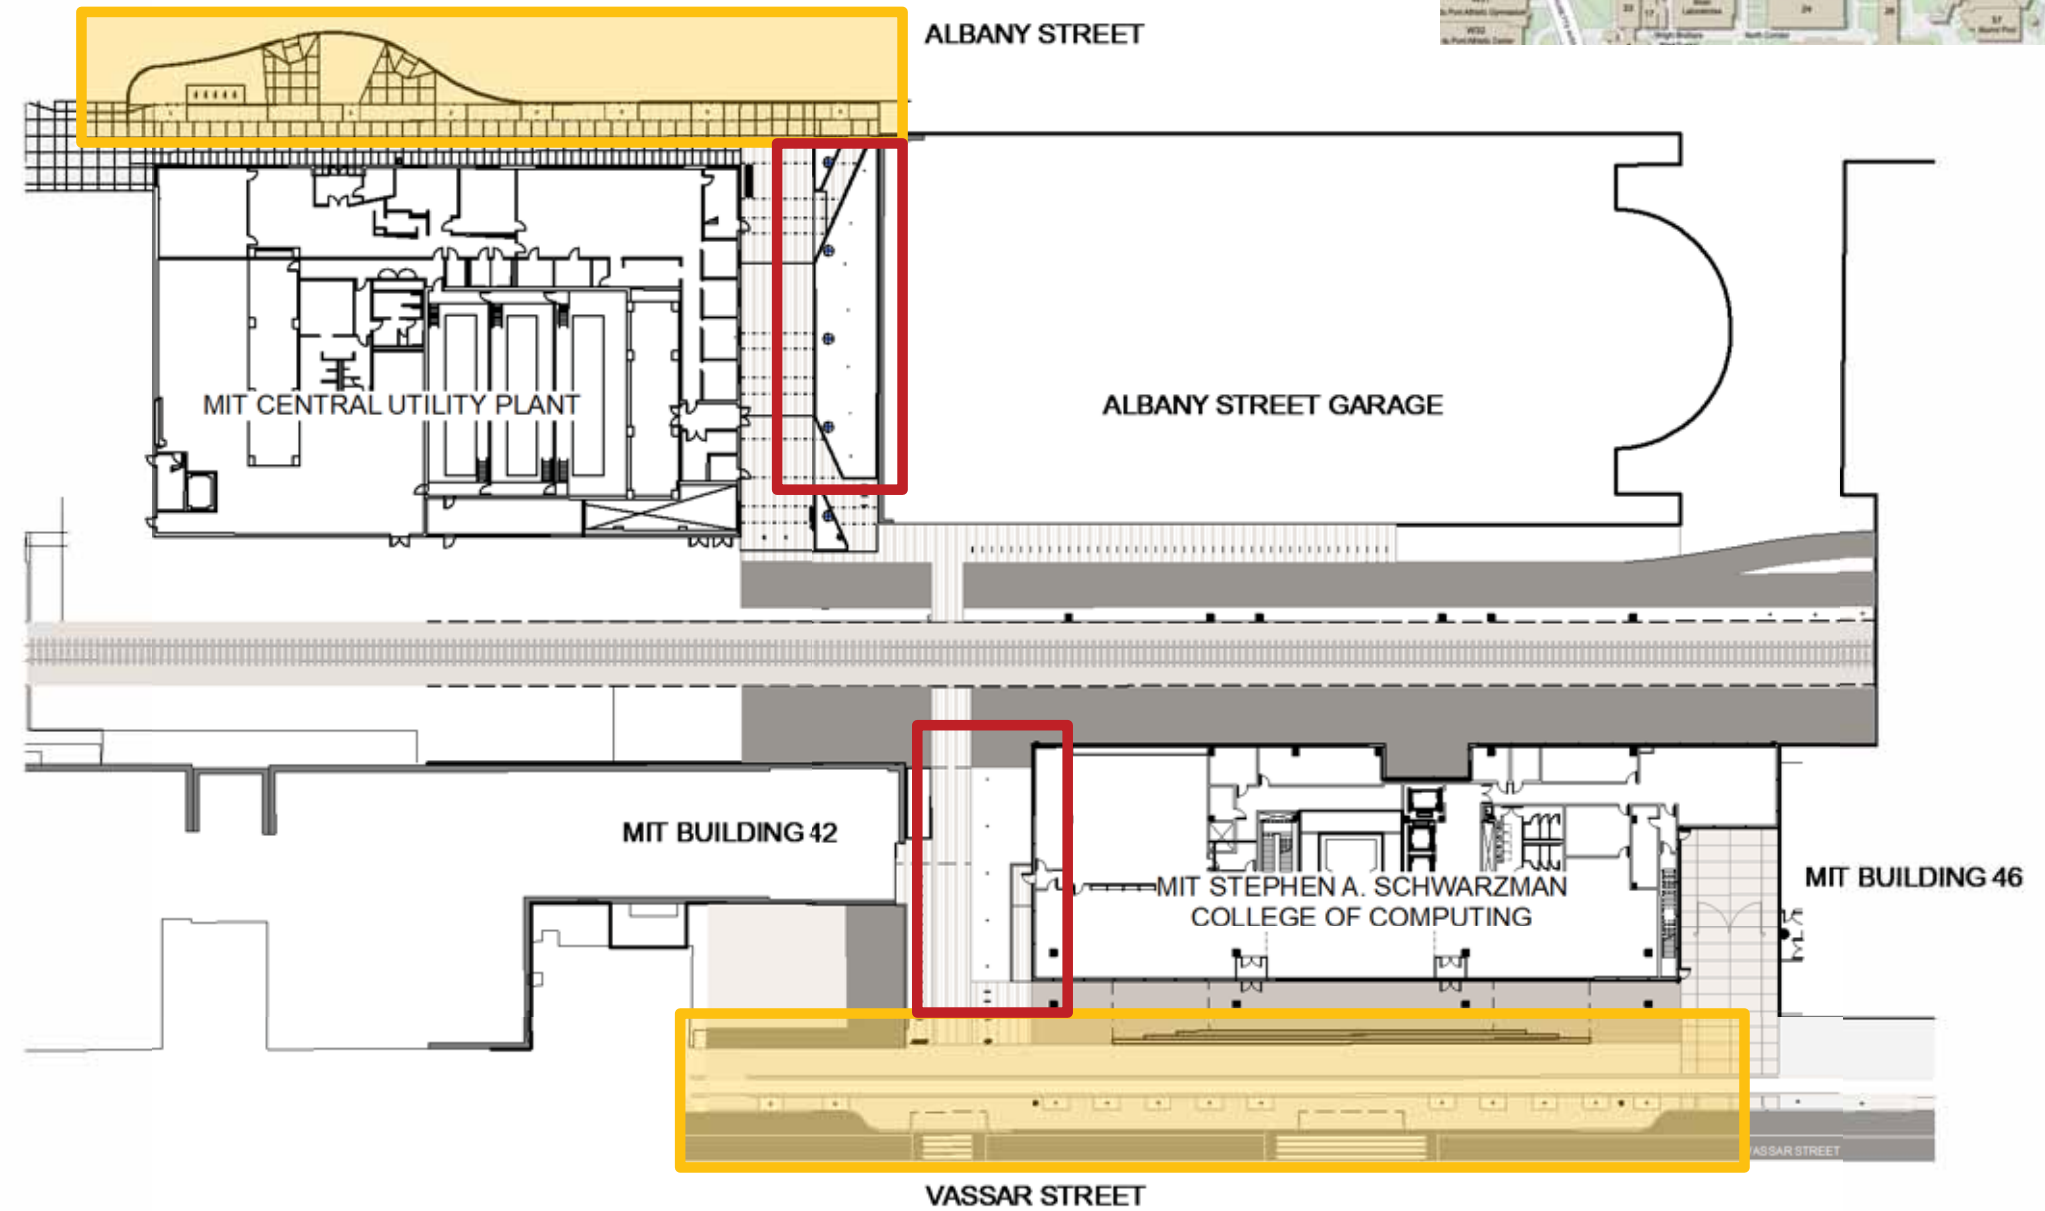 ALBANY STREET
MIT CENTRAL UTILITY PLANT
ALBANY STREET GARAGE
MIT BUILDING 42
MIT STEPHEN A. SCHWARZMAN
COLLEGE OF COMPUTING
MIT BUILDING 46
VASSAR STREET
VASSAR STREET